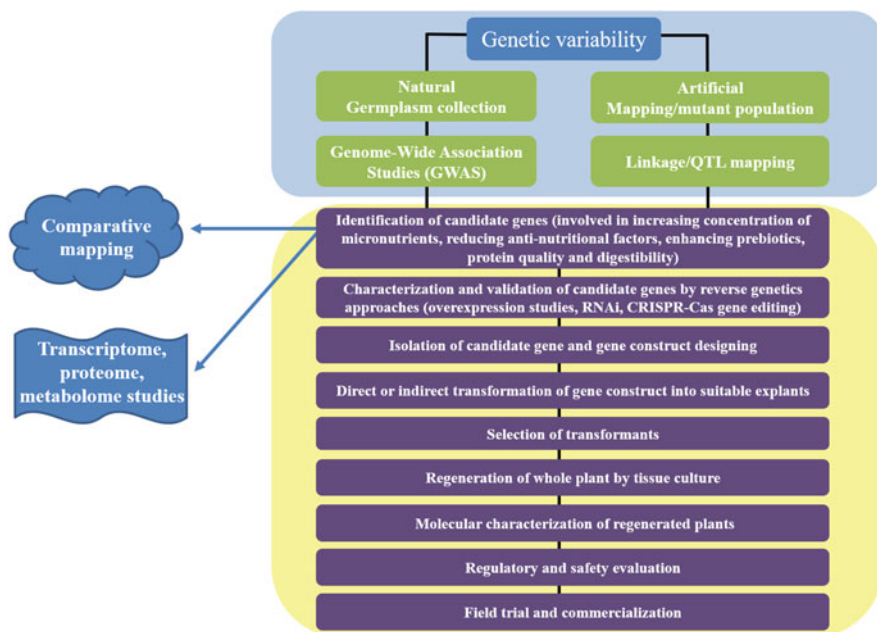 Genetic variability
Natural
Germplasm collection
Artificial
Mapping/mutant population
Genome-Wide Association
Studies (GWAS)
Linkage/QTL mapping
Comparative
mapping
Identification of candidate genes (involved in increasing concentration of
micronutrients, reducing anti-nutritional factors, enhancing prebiotics,
protein quality and digestibility)
Characterization and validation of candidate genes by reverse genetics
approaches (overexpression studies, RNAi, CRISPR-Cas gene editing)
Transcriptome,
proteome,
metabolome studies
Isolation of candidate gene and gene construct designing
Direct or indirect transformation of gene construct into suitable explants
Selection of transformants
Regeneration of whole plant by tissue culture
Molecular characterization of regenerated plants
Regulatory and safety evaluation
Field trial and commercialization